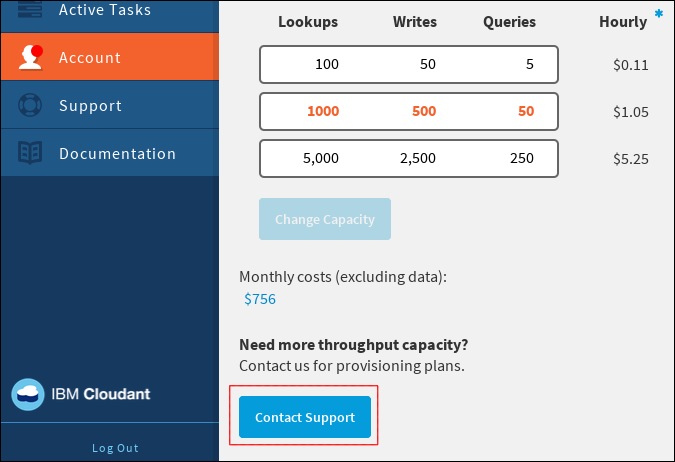 Active Tasks
Account
Support
Documentation
IBM Cloudant
Log Out
Lookups Writes Queries Hourly *
100 50 5 $0.11
1000 500 50 $1.05
5,000 2,500 250 $5.25
Change Capacity
Monthly costs (excluding data):
$756
Need more throughput capacity?
Contact us for provisioning plans.
Contact Support